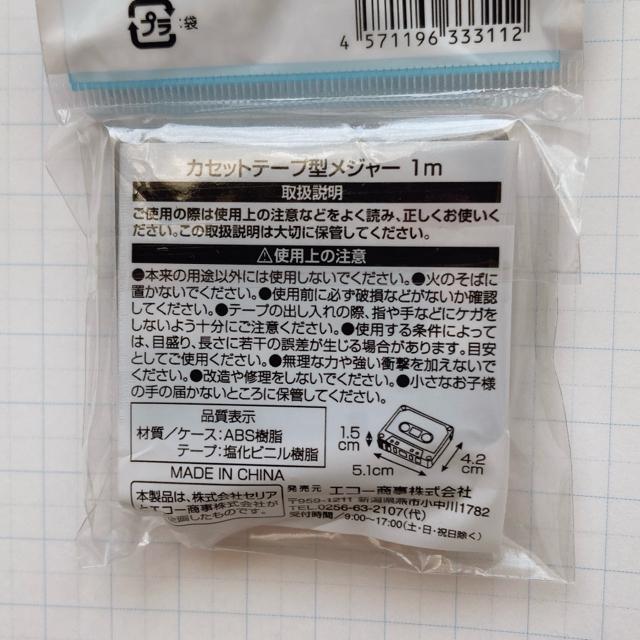 プラ :袋
4 571196 333112
カセットテープ型メジャー 1m
取扱説明
ご使用の際は使用上の注意などをよく読み、正しくお使いく
ださい。この取扱説明は大切に保管してください。
⚠使用上の注意
●本来の用途以外には使用しないでください。●火のそばに
置かないでください。●使用前に必ず破損などがないか確認
してください。●テープの出し入れの際、指や手などにケガを
しないよう十分にご注意ください。●使用する条件によって
は、目盛り、長さに若干の誤差が生じる場合があります。目安
としてご使用ください。●無理な力や強い衝撃を加えないで
ください。●改造や修理をしないでください。●小さなお子様
の手の届かないところに保管してください。
品質表示
材質/ケース:ABS樹脂
テープ:塩化ビニル樹脂
MADE IN CHINA
1.5cm
5.1cm
4.2cm
本製品は、株式会社セリア
とエコー商事株式会社が
企画したものです。
発売元 エコー商事株式会社
〒959-1211 新潟県燕市小中川1782
TEL.0256-63-2107(代)
受付時間/9:00~17:00(土・日・祝日除く)